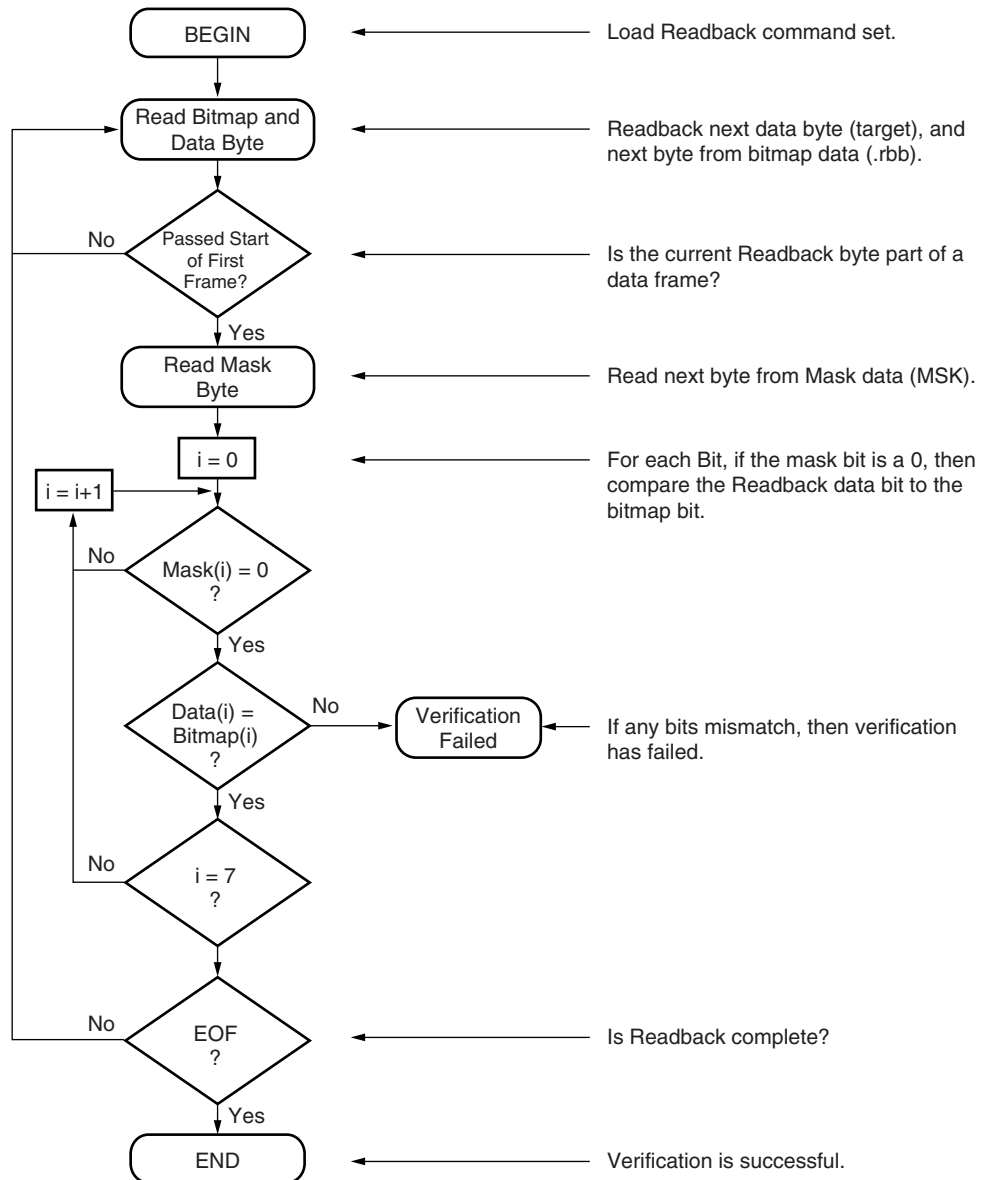 BEGIN
Load Readback command set.
Read Bitmap and
Data Byte
Readback next data byte (target), and
next byte from bitmap data (.rbb).
No
Passed Start
of First
Frame?
Is the current Readback byte part of a
data frame?
Yes
Read Mask
Byte
Read next byte from Mask data (MSK).
i = 0
For each Bit, if the mask bit is a 0, then
compare the Readback data bit to the
bitmap bit.
i = i+1
No
Mask(i) = 0
?
Yes
Data(i) =
Bitmap(i)
?
No
Verification
Failed
If any bits mismatch, then verification
has failed.
Yes
No
i = 7
?
No
EOF
?
Is Readback complete?
Yes
END
Verification is successful.